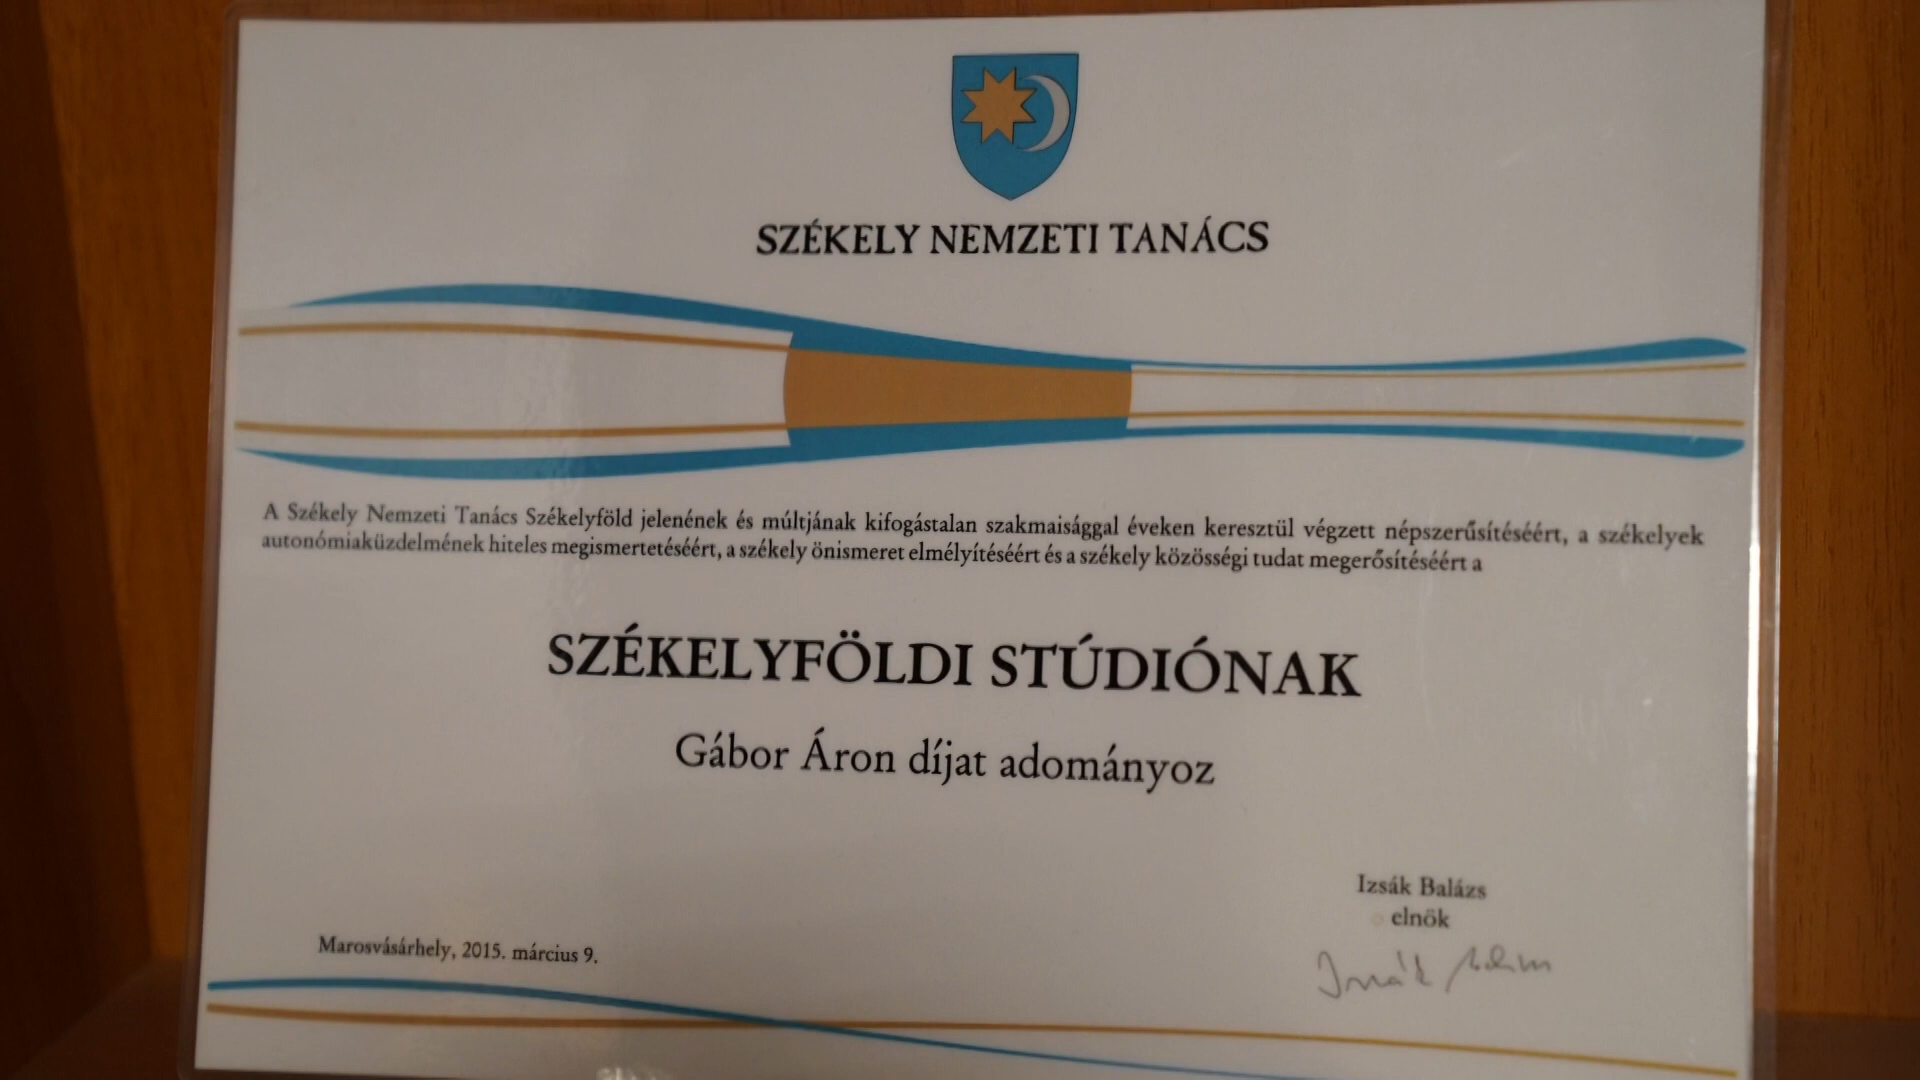 SZÉKELY NEMZETI TANÁCS
A Székely Nemzeti Tanács Székelyföld jelenének és múltjának kifogástalan szakmaisággal éveken keresztül végzett népszerűsítéséért, a székelyek
autonómiaküzdelmének hiteles megismertetéséért, a székely önismeret elmélyítéséért és a székely közösségi tudat megerősítéséért a
SZÉKELYFÖLDI STÚDIÓNAK
Gábor Áron díjat adományoz
Izsák Balázs
elnök
Marosvásárhely, 2015. március 9.